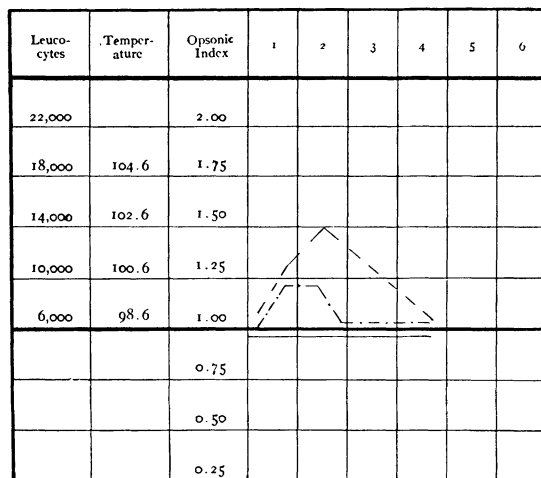 Leuco-
cytes
Temper-
ature
Opsonic
Index
1 2 3 4 5 6
22,000 2.00
18,000 104.6 1.75
14,000 102.6 1.50
10,000 100.6 1.25
6,000 98.6 1.00
0.75
0.50
0.25